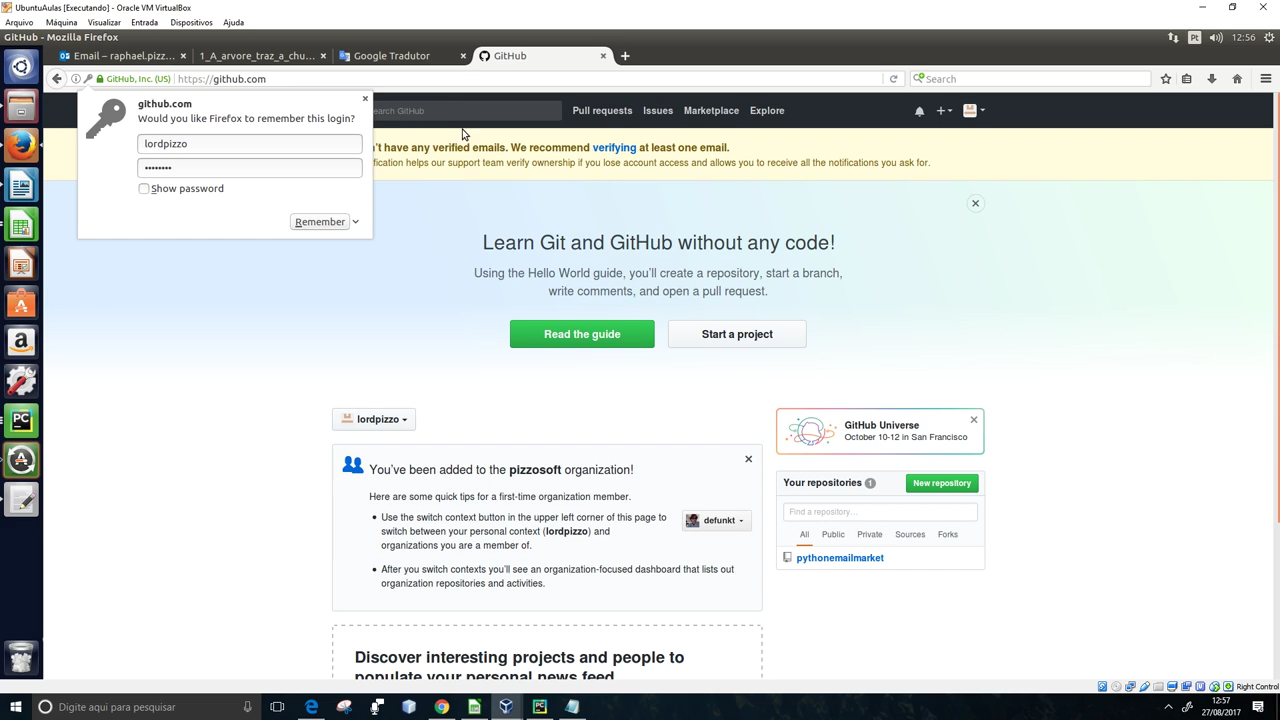 UbuntuAulas [Executando] - Oracle VM VirtualBox
Arquivo Máquina Visualizar Entrada Dispositivos Ajuda
GitHub - Mozilla Firefox
Pt 12:56
Email – raphael.pizz...
1_A_arvore_traz_a_chu...
Google Tradutor
GitHub
GitHub, Inc. (US) https://github.com
Search
github.com
Would you like Firefox to remember this login?
lordpizzo
••••••••
Show password
Remember
earch GitHub
Pull requests Issues Marketplace Explore
't have any verified emails. We recommend verifying at least one email.
ification helps our support team verify ownership if you lose account access and allows you to receive all the notifications you ask for.
Learn Git and GitHub without any code!
Using the Hello World guide, you’ll create a repository, start a branch,
write comments, and open a pull request.
Read the guide
Start a project
lordpizzo
You’ve been added to the pizzosoft organization!
Here are some quick tips for a first-time organization member.
• Use the switch context button in the upper left corner of this page to
switch between your personal context (lordpizzo) and
organizations you are a member of.
defunkt
• After you switch contexts you’ll see an organization-focused dashboard that lists out
organization repositories and activities.
Discover interesting projects and people to
populate your personal news feed
GitHub Universe
October 10-12 in San Francisco
Your repositories 1
New repository
Find a repository…
All Public Private Sources Forks
pythonemailmarket
Right Control
Digite aqui para pesquisar
12:57
27/08/2017